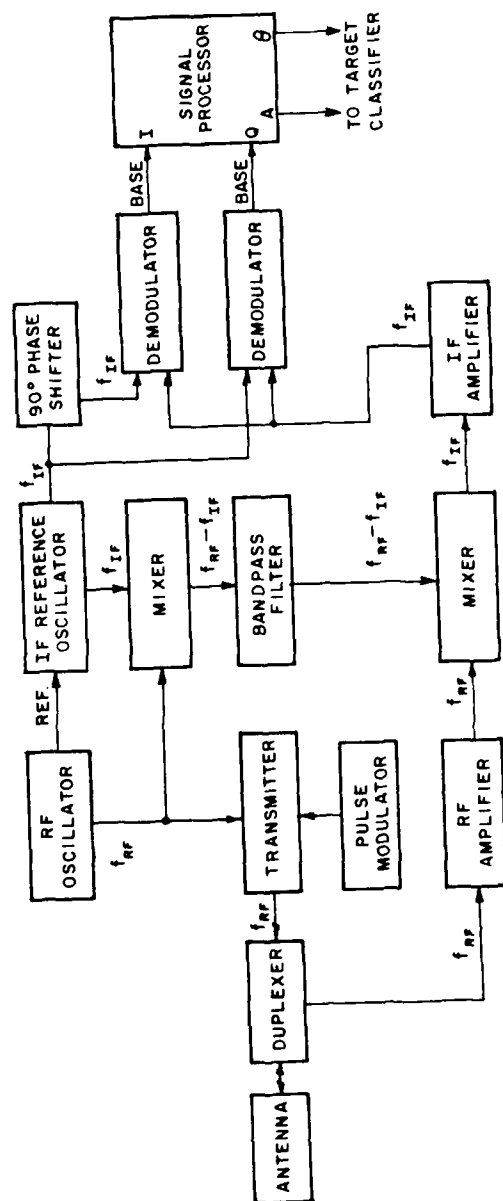 RF
OSCILLATOR
REF.
IF REFERENCE
OSCILLATOR
f_IF
90° PHASE
SHIFTER
f_IF
f_RF
f_IF
MIXER
f_RF - f_IF
BANDPASS
FILTER
f_RF - f_IF
DEMODULATOR
BASE
DEMODULATOR
BASE
I
SIGNAL
PROCESSOR
Q
A
θ
TO TARGET
CLASSIFIER
ANTENNA
DUPLEXER
f_RF
TRANSMITTER
PULSE
MODULATOR
f_RF
RF
AMPLIFIER
f_RF
MIXER
f_IF
IF
AMPLIFIER
f_IF